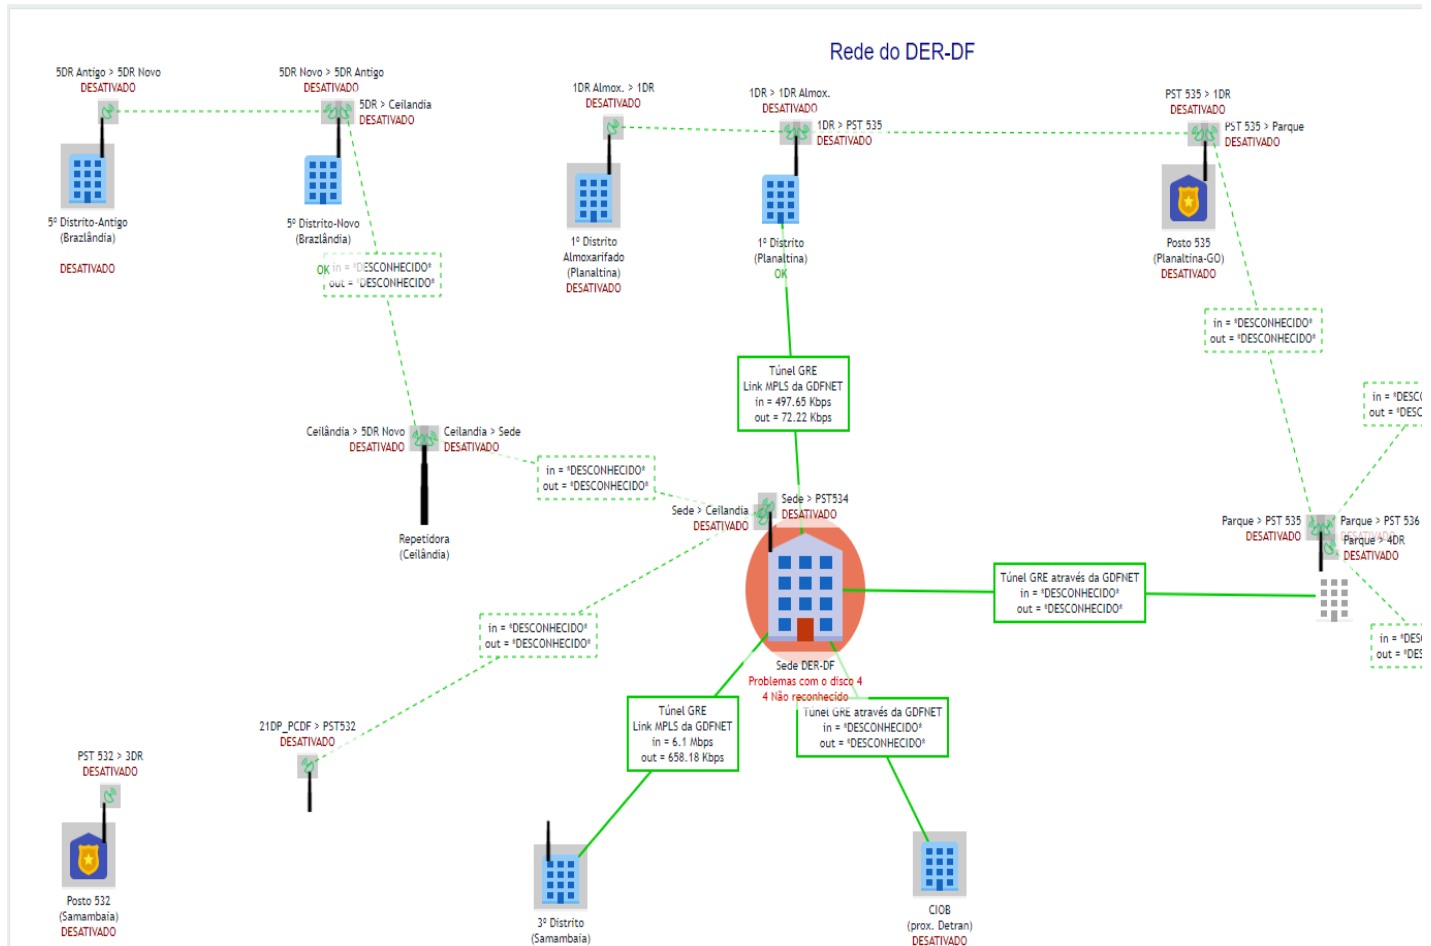 Rede do DER-DF
5DR Antigo > 5DR Novo
DESATIVADO
5DR Novo > 5DR Antigo
DESATIVADO
5DR > Ceilandia
DESATIVADO
1DR Almox. > 1DR
DESATIVADO
1DR > 1DR Almox.
DESATIVADO
1DR > PST 535
DESATIVADO
PST 535 > 1DR
DESATIVADO
PST 535 > Parque
DESATIVADO
5º Distrito-Antigo
(Brazlândia)
DESATIVADO
5º Distrito-Novo
(Brazlândia)
OK
in = *DESCONHECIDO*
out = *DESCONHECIDO*
1º Distrito
Almoxarifado
(Planaltina)
DESATIVADO
1º Distrito
(Planaltina)
OK
Posto 535
(Planaltina-GO)
DESATIVADO
in = *DESCONHECIDO*
out = *DESCONHECIDO*
Túnel GRE
Link MPLS da GDFNET
in = 497.65 Kbps
out = 72.22 Kbps
in = *DESC
out = *DESC
Ceilândia > 5DR Novo
DESATIVADO
Ceilandia > Sede
DESATIVADO
in = *DESCONHECIDO*
out = *DESCONHECIDO*
Repetidora
(Ceilândia)
Sede > PST534
DESATIVADO
Sede > Ceilandia
DESATIVADO
Parque > PST 535
DESATIVADO
Parque > PST 536
Parque > 4DR
DESATIVADO
Túnel GRE através da GDFNET
in = *DESCONHECIDO*
out = *DESCONHECIDO*
in = *DESCONHECIDO*
out = *DESCONHECIDO*
in = *DES
out = *DES
Sede DER-DF
Problemas com o disco 4
4 Não reconhecido
Túnel GRE
Link MPLS da GDFNET
in = 6.1 Mbps
out = 658.18 Kbps
Túnel GRE através da GDFNET
in = *DESCONHECIDO*
out = *DESCONHECIDO*
21DP_PCDF > PST532
DESATIVADO
PST 532 > 3DR
DESATIVADO
Posto 532
(Samambaia)
DESATIVADO
3º Distrito
(Samambaia)
CIOB
(prox. Detran)
DESATIVADO